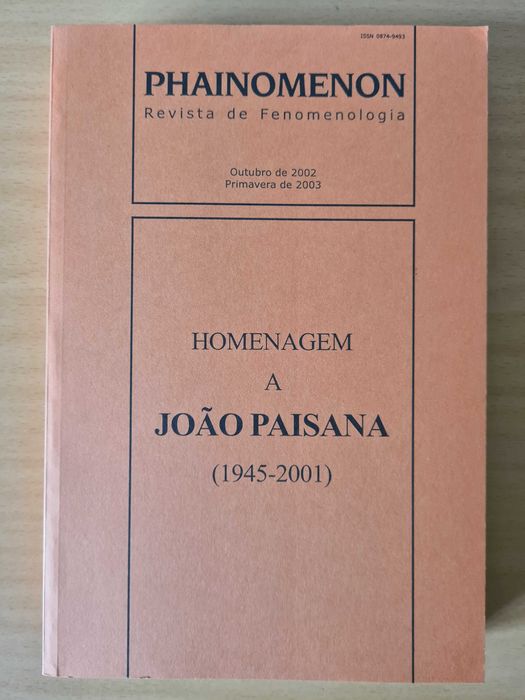 ISSN 0874-9493
PHAINOMENON
Revista de Fenomenologia
Outubro de 2002
Primavera de 2003
HOMENAGEM
A
JOÃO PAISANA
(1945-2001)